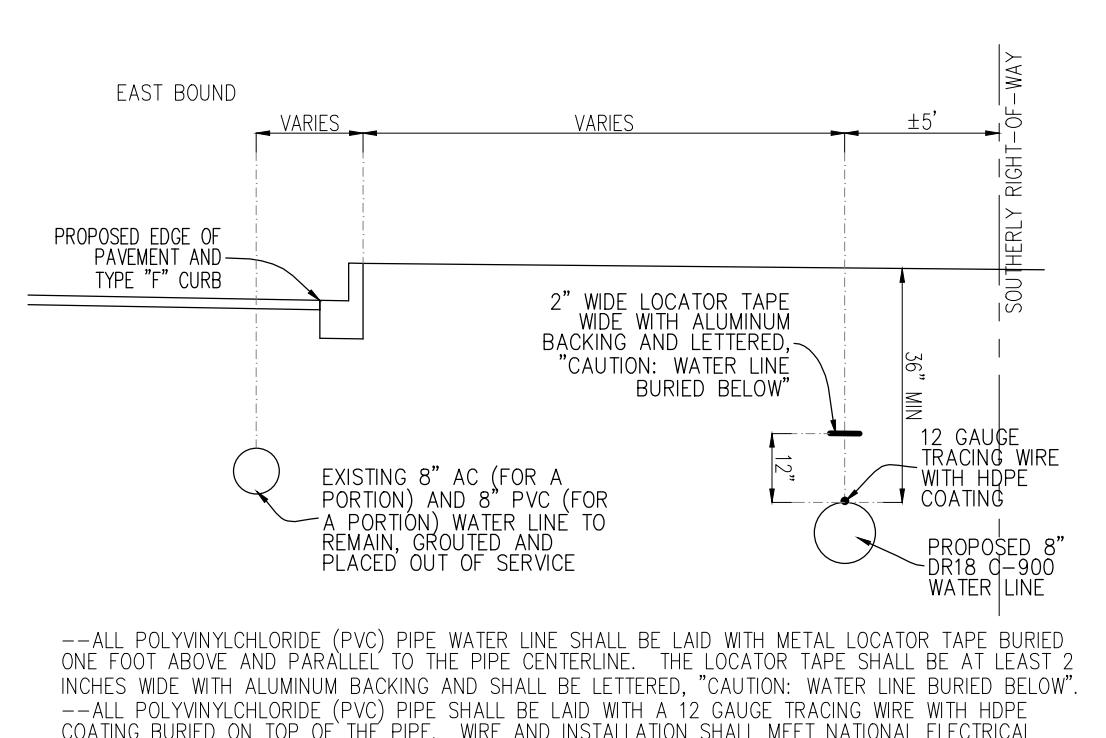 EAST BOUND
VARIES
VARIES
±5'
SOUTHERLY RIGHT-OF-WAY
PROPOSED EDGE OF
PAVEMENT AND
TYPE "F" CURB
2" WIDE LOCATOR TAPE
WIDE WITH ALUMINUM
BACKING AND LETTERED,
"CAUTION: WATER LINE
BURIED BELOW"
36" MIN
12"
12 GAUGE
TRACING WIRE
WITH HDPE
COATING
EXISTING 8" AC (FOR A
PORTION) AND 8" PVC (FOR
A PORTION) WATER LINE TO
REMAIN, GROUTED AND
PLACED OUT OF SERVICE
PROPOSED 8"
DR18 C-900
WATER LINE
--ALL POLYVINYLCHLORIDE (PVC) PIPE WATER LINE SHALL BE LAID WITH METAL LOCATOR TAPE BURIED
ONE FOOT ABOVE AND PARALLEL TO THE PIPE CENTERLINE. THE LOCATOR TAPE SHALL BE AT LEAST 2
INCHES WIDE WITH ALUMINUM BACKING AND SHALL BE LETTERED, "CAUTION: WATER LINE BURIED BELOW".
--ALL POLYVINYLCHLORIDE (PVC) PIPE SHALL BE LAID WITH A 12 GAUGE TRACING WIRE WITH HDPE
COATING BURIED ON TOP OF THE PIPE. WIRE AND INSTALLATION SHALL MEET NATIONAL ELECTRICAL